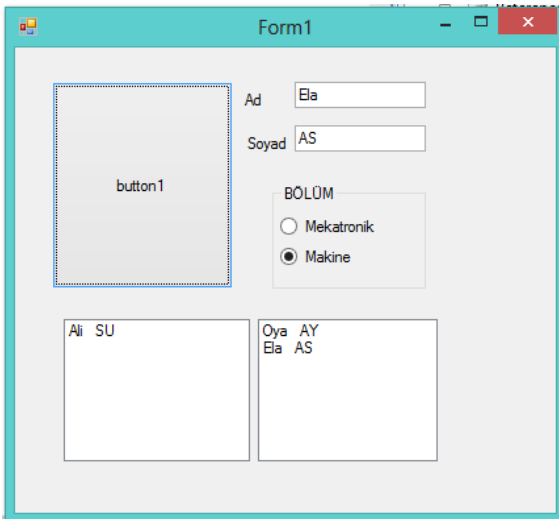 Form1
Ad
Ela
Soyad
AS
button1
BÖLÜM
Mekatronik
Makine
Ali SU
Oya AY
Ela AS